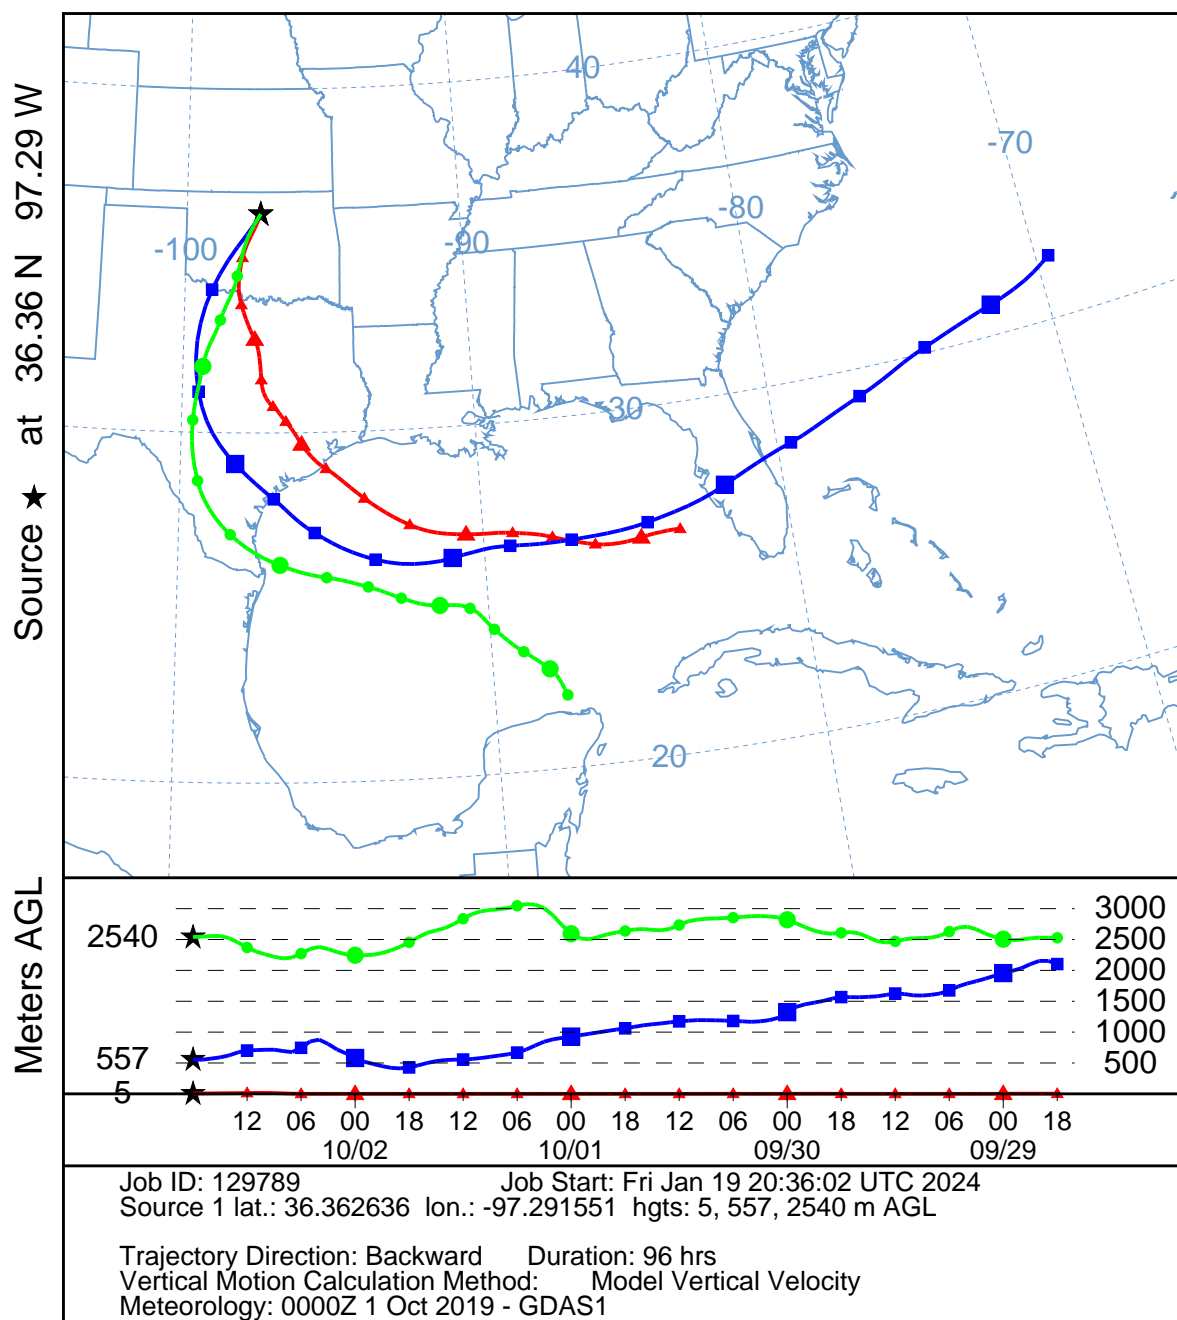 Source ★ at 36.36 N 97.29 W
40
-70
-80
-90
-100
30
20
Meters AGL
2540
557
5
3000
2500
2000
1500
1000
500
12 06 00 18 12 06 00 18 12 06 00 18 12 06 00 18
10/02 10/01 09/30 09/29
Job ID: 129789 Job Start: Fri Jan 19 20:36:02 UTC 2024
Source 1 lat.: 36.362636 lon.: -97.291551 hgts: 5, 557, 2540 m AGL
Trajectory Direction: Backward Duration: 96 hrs
Vertical Motion Calculation Method: Model Vertical Velocity
Meteorology: 0000Z 1 Oct 2019 - GDAS1